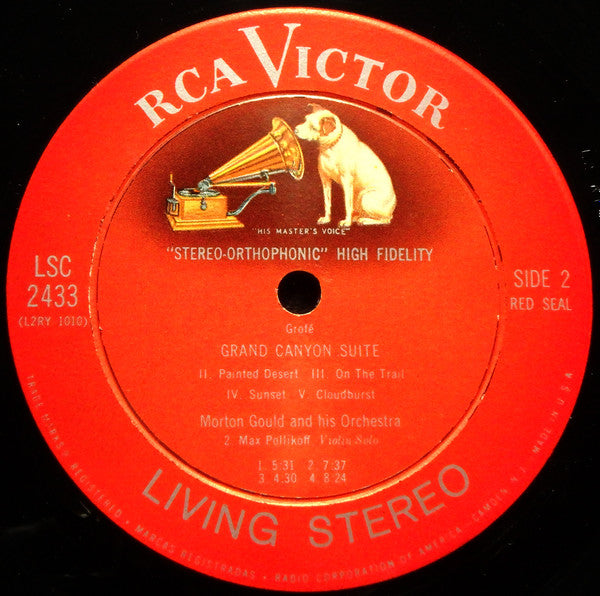 RCA VICTOR
"HIS MASTER'S VOICE"
"STEREO-ORTHOPHONIC" HIGH FIDELITY
LSC
2433
(L2RY 1010)
SIDE 2
RED SEAL
Grofé
GRAND CANYON SUITE
II. Painted Desert III. On The Trail
IV. Sunset V. Cloudburst
Morton Gould and his Orchestra
2. Max Pollikoff Violin Solo
1. 5:31 2. 7:37
3. 4:30 4. 8:24
LIVING STEREO
TRADE MARKS ® REGISTERED · MARCAS REGISTRADAS · RADIO CORPORATION OF AMERICA - CAMDEN, N.J. MADE IN U.S.A.